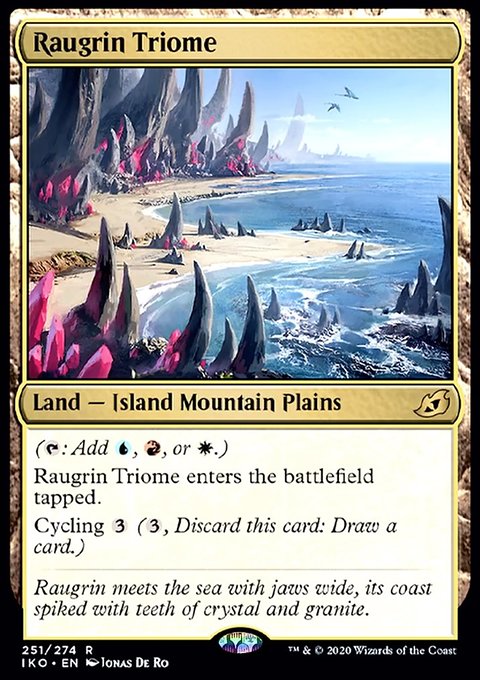 Raugrin Triome
Land — Island Mountain Plains
(: Add , , or .)
Raugrin Triome enters the battlefield
tapped.
Cycling 3 (3, Discard this card: Draw a
card.)
Raugrin meets the sea with jaws wide, its coast
spiked with teeth of crystal and granite.
251/274 R
IKO • EN Jonas De Ro
™ & © 2020 Wizards of the Coast